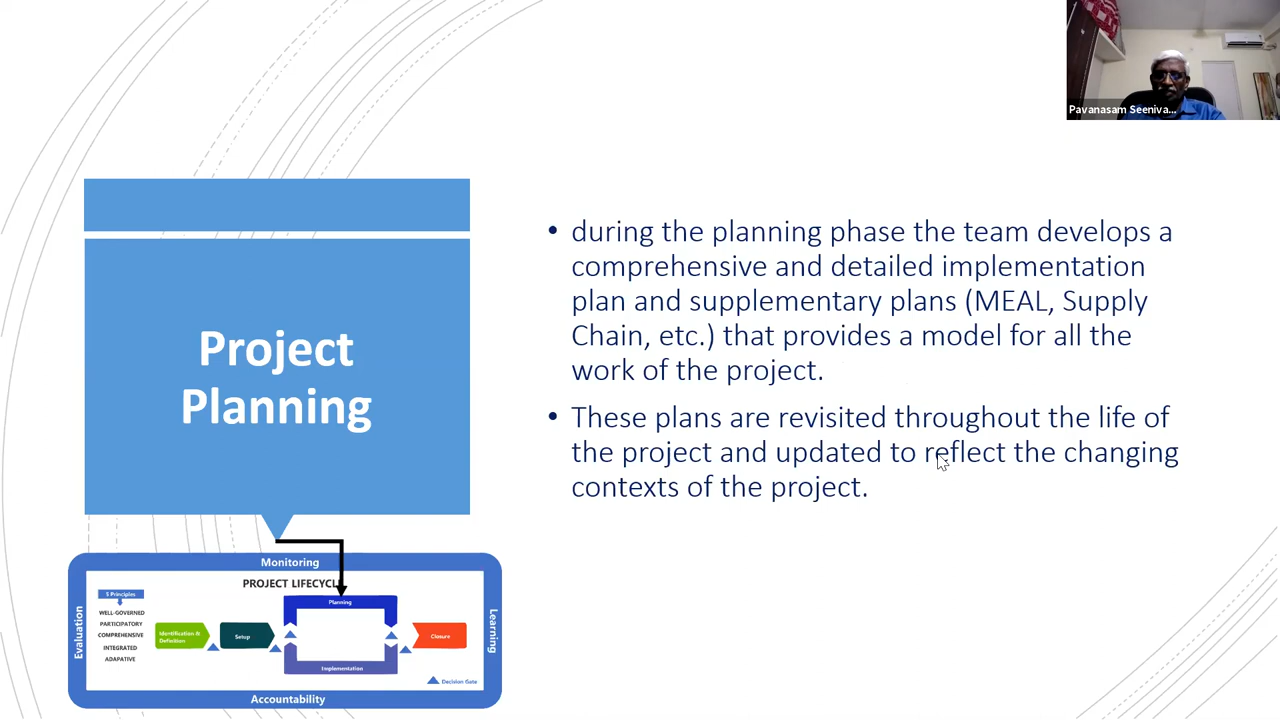 Pavanasam Seeniva...
Project
Planning
• during the planning phase the team develops a
comprehensive and detailed implementation
plan and supplementary plans (MEAL, Supply
Chain, etc.) that provides a model for all the
work of the project.
• These plans are revisited throughout the life of
the project and updated to reflect the changing
contexts of the project.
Monitoring
PROJECT LIFECYCLE
5 Principles
WELL-GOVERNED
PARTICIPATORY
COMPREHENSIVE
INTEGRATED
ADAPATIVE
Evaluation
Identification &
Definition
Setup
Planning
Implementation
Closure
Learning
Decision Gate
Accountability